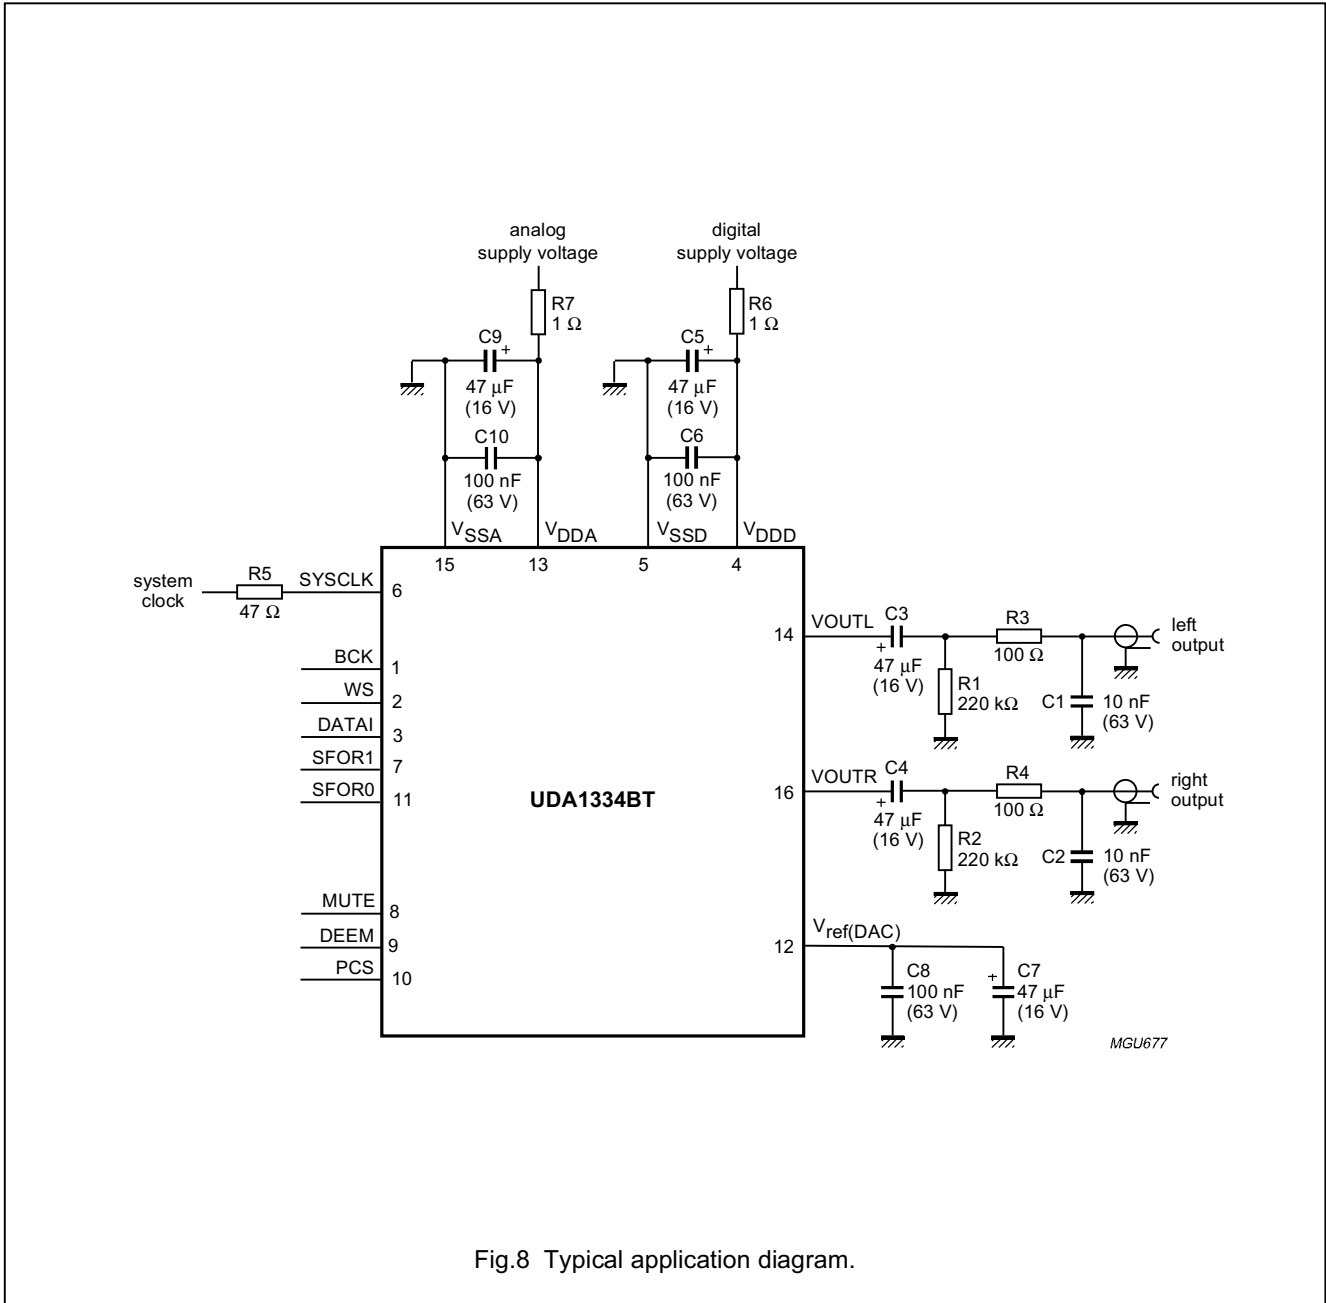 analog
supply voltage
digital
supply voltage
R7
1 Ω
R6
1 Ω
C9
+
47 μF
(16 V)
C5
+
47 μF
(16 V)
C10
100 nF
(63 V)
C6
100 nF
(63 V)
VSSA
VDDA
VSSD
VDDD
15
13
5
4
system
clock
R5
47 Ω
SYSCLK
6
BCK
1
WS
2
DATAI
3
SFOR1
7
SFOR0
11
MUTE
8
DEEM
9
PCS
10
UDA1334BT
14
VOUTL
C3
+
47 μF
(16 V)
R3
100 Ω
left
output
R1
220 kΩ
C1
10 nF
(63 V)
16
VOUTR
C4
+
47 μF
(16 V)
R4
100 Ω
right
output
R2
220 kΩ
C2
10 nF
(63 V)
12
Vref(DAC)
C8
100 nF
(63 V)
+
C7
47 μF
(16 V)
MGU677
Fig.8 Typical application diagram.